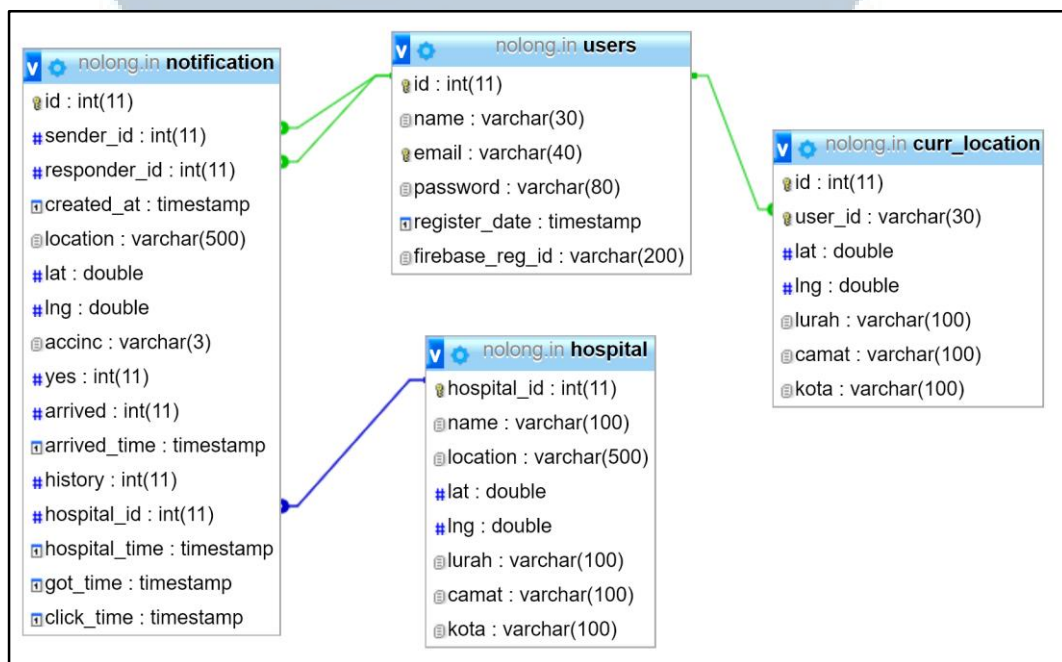 nolong.in notification
id : int(11)
sender_id : int(11)
responder_id : int(11)
created_at : timestamp
location : varchar(500)
lat : double
lng : double
accinc : varchar(3)
yes : int(11)
arrived : int(11)
arrived_time : timestamp
history : int(11)
hospital_id : int(11)
hospital_time : timestamp
got_time : timestamp
click_time : timestamp
nolong.in users
id : int(11)
name : varchar(30)
email : varchar(40)
password : varchar(80)
register_date : timestamp
firebase_reg_id : varchar(200)
nolong.in hospital
hospital_id : int(11)
name : varchar(100)
location : varchar(500)
lat : double
lng : double
lurah : varchar(100)
camat : varchar(100)
kota : varchar(100)
nolong.in curr_location
id : int(11)
user_id : varchar(30)
lat : double
lng : double
lurah : varchar(100)
camat : varchar(100)
kota : varchar(100)